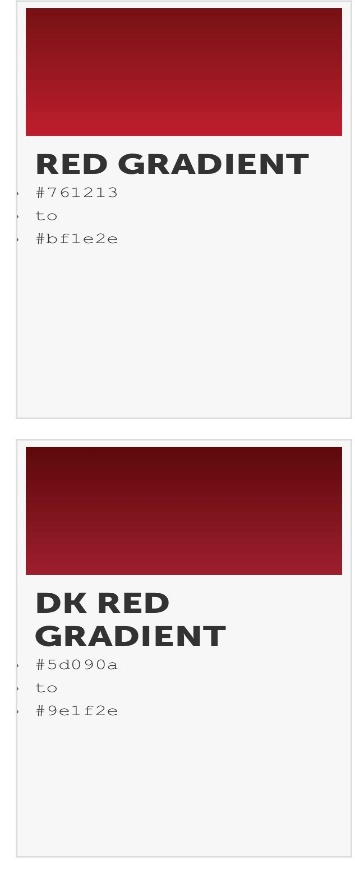 RED GRADIENT
#761213
to
#bf1e2e
DK RED
GRADIENT
#5d090a
to
#9e1f2e